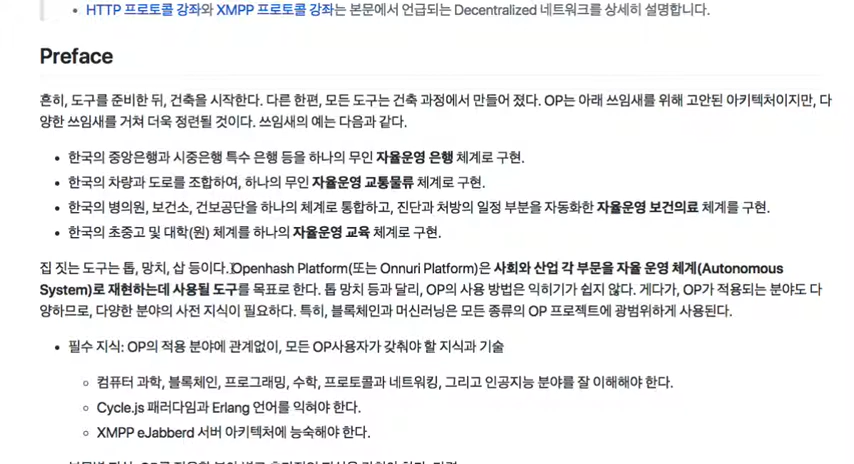 HTTP 프로토콜 강좌와 XMPP 프로토콜 강좌는 본문에서 언급되는 Decentralized 네트워크를 상세히 설명합니다.
Preface
흔히, 도구를 준비한 뒤, 건축을 시작한다. 다른 한편, 모든 도구는 건축 과정에서 만들어 졌다. OP는 아래 쓰임새를 위해 고안된 아키텍처이지만, 다
양한 쓰임새를 거쳐 더욱 정련될 것이다. 쓰임새의 예는 다음과 같다.
한국의 중앙은행과 시중은행 특수 은행 등을 하나의 무인 자율운영 은행 체계로 구현.
한국의 차량과 도로를 조합하여, 하나의 무인 자율운영 교통물류 체계로 구현.
한국의 병의원, 보건소, 건보공단을 하나의 체계로 통합하고, 진단과 처방의 일정 부분을 자동화한 자율운영 보건의료 체계를 구현.
한국의 초중고 및 대학(원) 체계를 하나의 자율운영 교육 체계로 구현.
집 짓는 도구는 톱, 망치, 삽 등이다. Openhash Platform(또는 Onnuri Platform)은 사회와 산업 각 부문을 자율 운영 체계(Autonomous
System)로 재현하는데 사용될 도구를 목표로 한다. 톱 망치 등과 달리, OP의 사용 방법은 익히기가 쉽지 않다. 게다가, OP가 적용되는 분야도 다
양하므로, 다양한 분야의 사전 지식이 필요하다. 특히, 블록체인과 머신러닝은 모든 종류의 OP 프로젝트에 광범위하게 사용된다.
필수 지식: OP의 적용 분야에 관계없이, 모든 OP사용자가 갖춰야 할 지식과 기술
컴퓨터 과학, 블록체인, 프로그래밍, 수학, 프로토콜과 네트워킹, 그리고 인공지능 분야를 잘 이해해야 한다.
Cycle.js 패러다임과 Erlang 언어를 익혀야 한다.
XMPP eJabberd 서버 아키텍처에 능숙해야 한다.